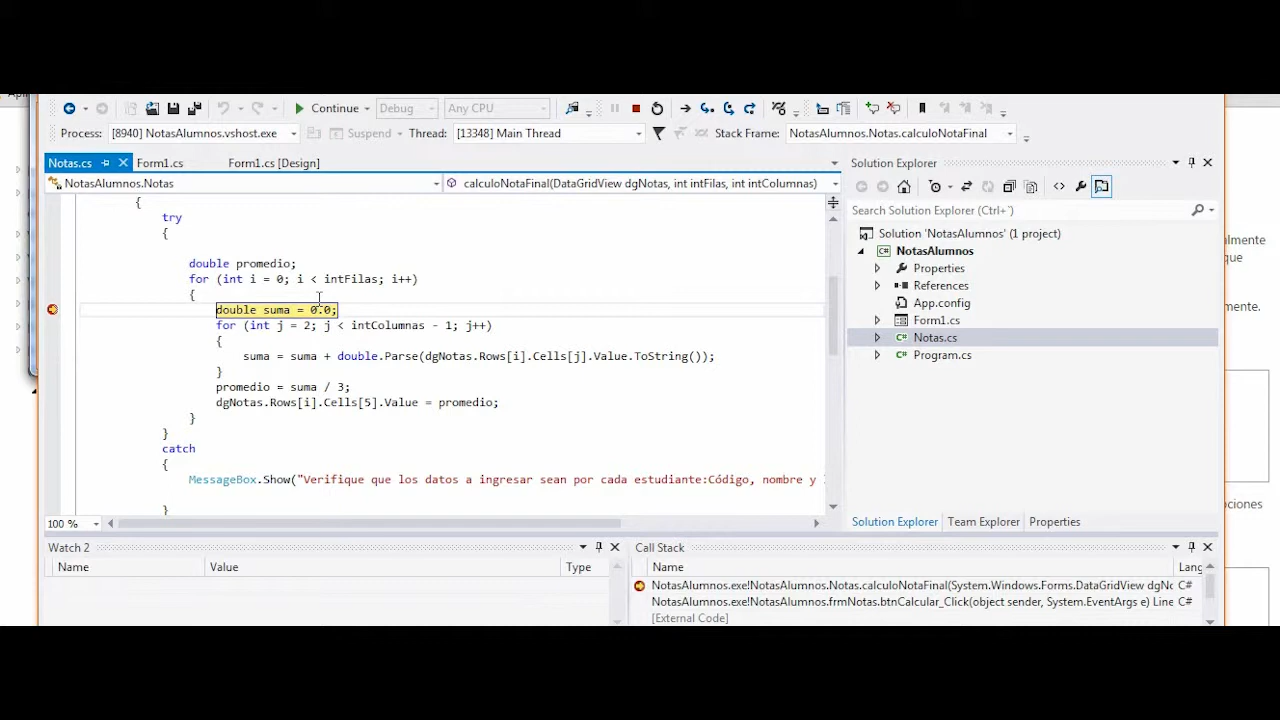 Continue Debug Any CPU
Process: [8940] NotasAlumnos.vshost.exe Suspend Thread: [13348] Main Thread Stack Frame: NotasAlumnos.Notas.calculoNotaFinal
Notas.cs Form1.cs Form1.cs [Design]
NotasAlumnos.Notas calculoNotaFinal(DataGridView dgNotas, int intFilas, int intColumnas)
{
try
{
double promedio;
for (int i = 0; i < intFilas; i++)
{
double suma = 0.0;
for (int j = 2; j < intColumnas - 1; j++)
{
suma = suma + double.Parse(dgNotas.Rows[i].Cells[j].Value.ToString());
}
promedio = suma / 3;
dgNotas.Rows[i].Cells[5].Value = promedio;
}
}
catch
{
MessageBox.Show("Verifique que los datos a ingresar sean por cada estudiante:Código, nombre y
}
100 %
Solution Explorer
Search Solution Explorer (Ctrl+')
Solution 'NotasAlumnos' (1 project)
NotasAlumnos
Properties
References
App.config
Form1.cs
Notas.cs
Program.cs
Solution Explorer Team Explorer Properties
Watch 2
Name Value Type
Call Stack
Name Lang
NotasAlumnos.exe!NotasAlumnos.Notas.calculoNotaFinal(System.Windows.Forms.DataGridView dgNo C#
NotasAlumnos.exe!NotasAlumnos.frmNotas.btnCalcular_Click(object sender, System.EventArgs e) Line C#
[External Code]
almente
que
pciones